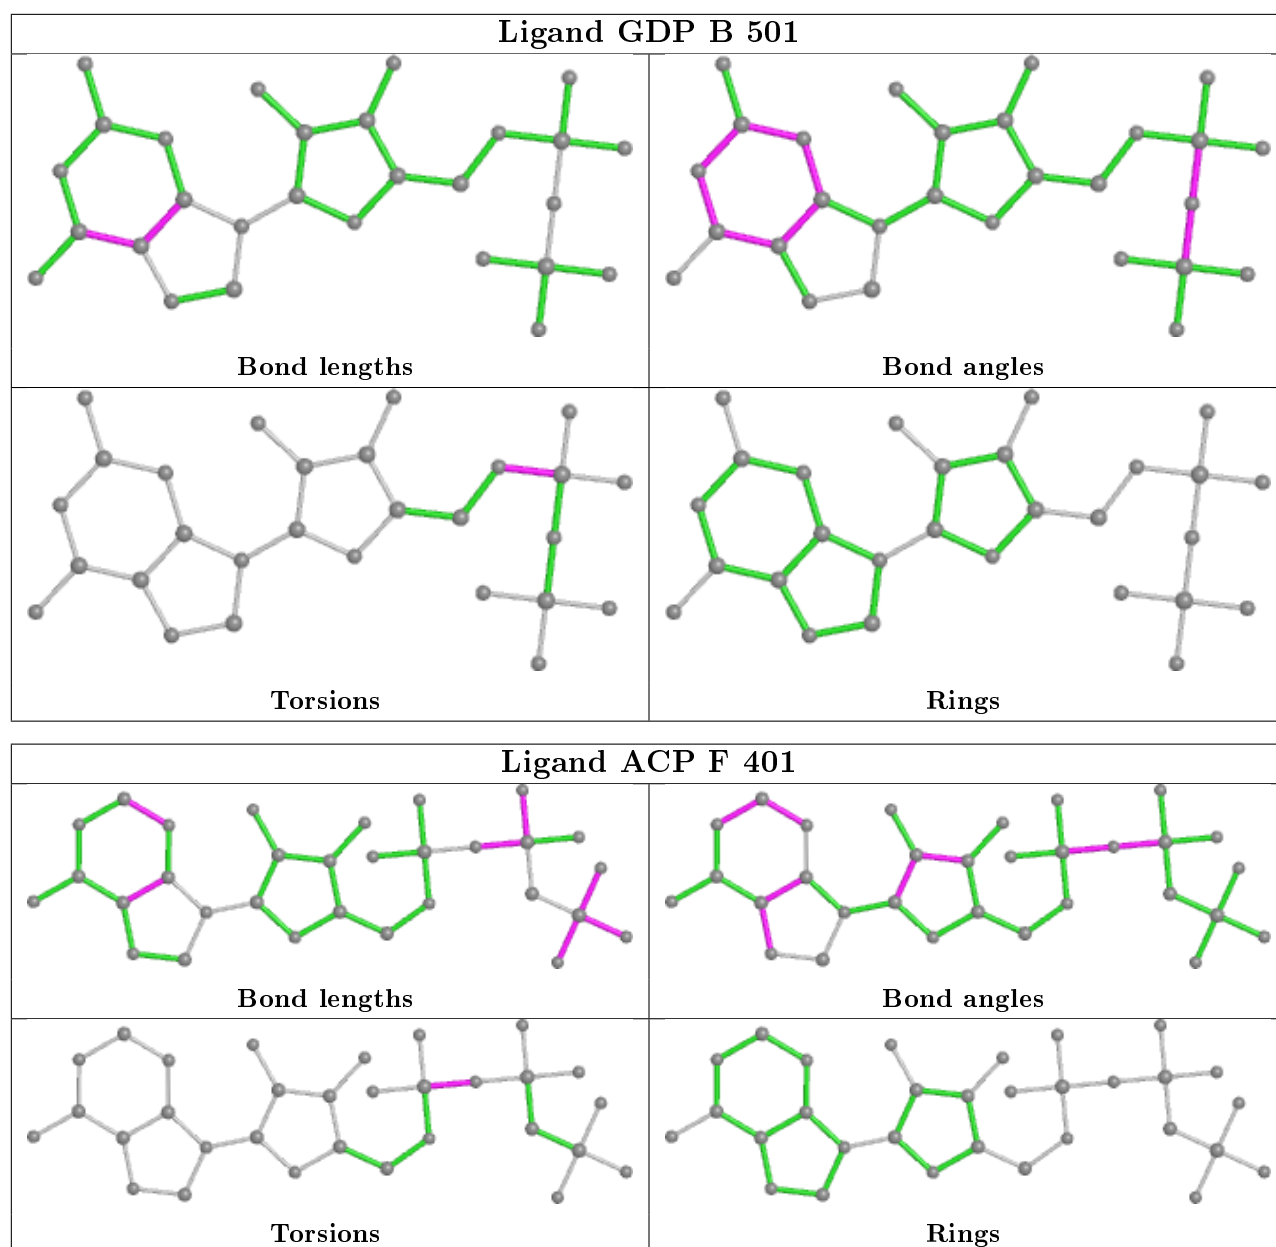 Ligand GDP B 501
Bond lengths
Bond angles
Torsions
Rings
Ligand ACP F 401
Bond lengths
Bond angles
Torsions
Rings